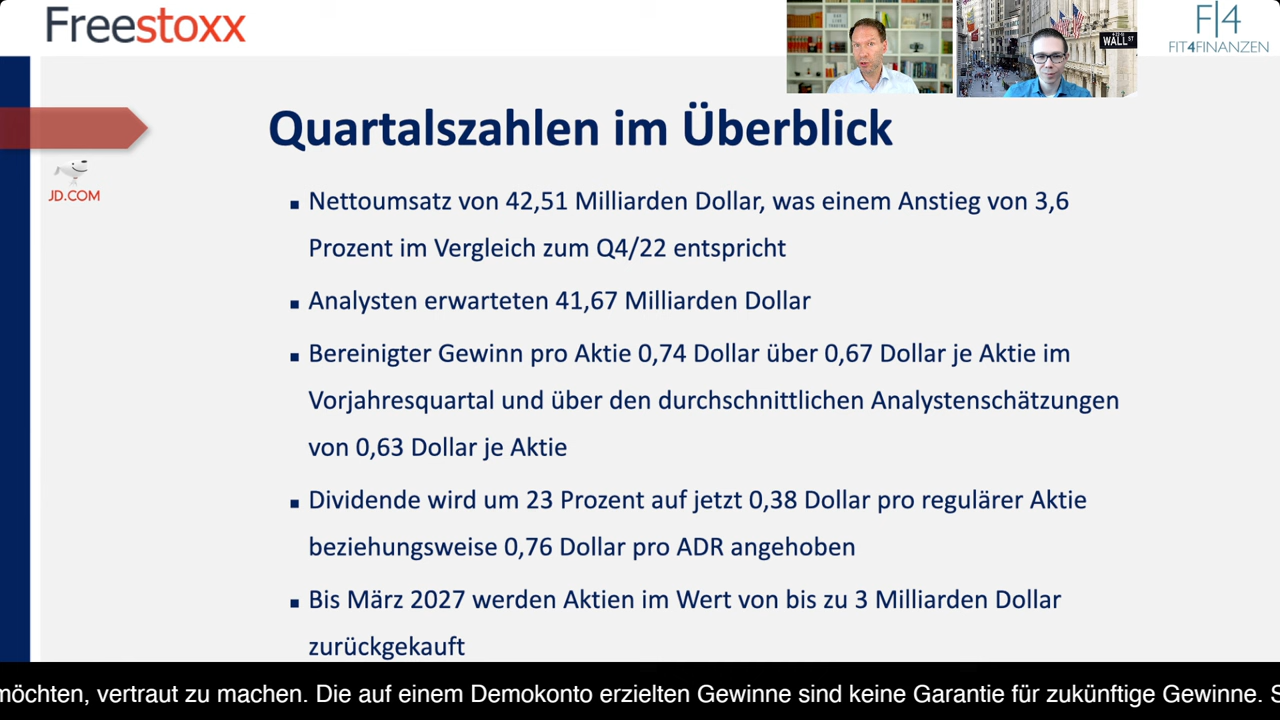 Freestoxx
WALL ST
F|4
FIT4FINANZEN
Quartalszahlen im Überblick
JD.COM
▪ Nettoumsatz von 42,51 Milliarden Dollar, was einem Anstieg von 3,6
Prozent im Vergleich zum Q4/22 entspricht
▪ Analysten erwarteten 41,67 Milliarden Dollar
▪ Bereinigter Gewinn pro Aktie 0,74 Dollar über 0,67 Dollar je Aktie im
Vorjahresquartal und über den durchschnittlichen Analystenschätzungen
von 0,63 Dollar je Aktie
▪ Dividende wird um 23 Prozent auf jetzt 0,38 Dollar pro regulärer Aktie
beziehungsweise 0,76 Dollar pro ADR angehoben
▪ Bis März 2027 werden Aktien im Wert von bis zu 3 Milliarden Dollar
zurückgekauft
möchten, vertraut zu machen. Die auf einem Demokonto erzielten Gewinne sind keine Garantie für zukünftige Gewinne. S